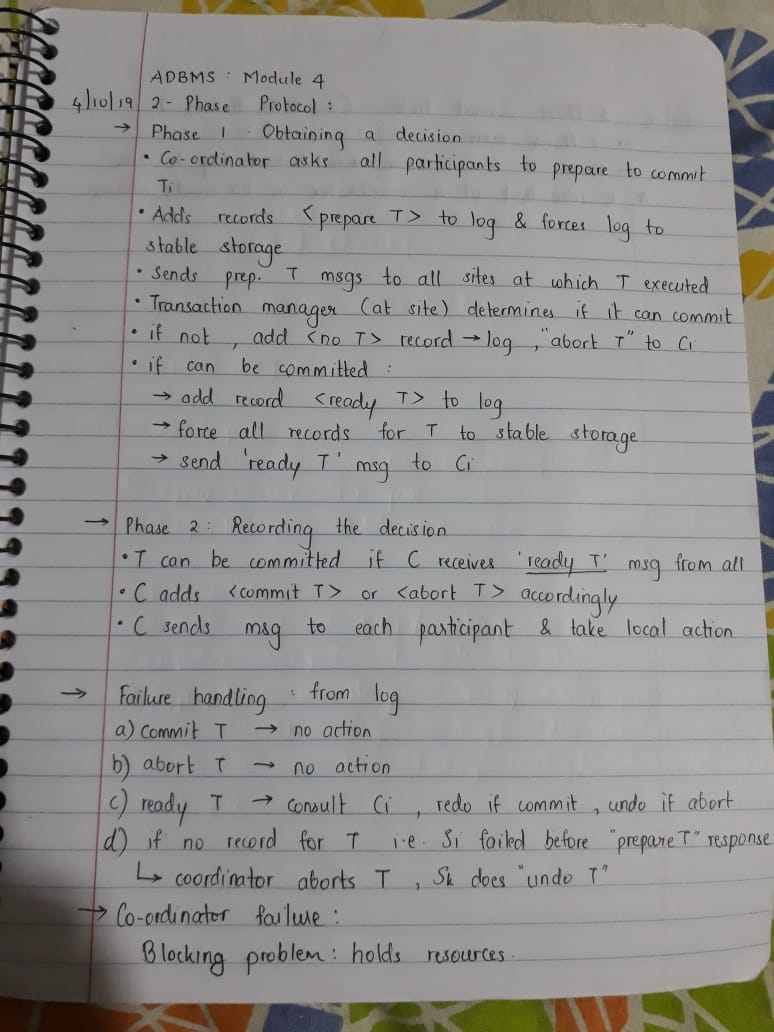 ADBMS : Module 4
4/10/19 2 - Phase Protocol :
→ Phase 1 : Obtaining a decision
• Co-ordinator asks all participants to prepare to commit
Ti
• Adds records <prepare T> to log & forces log to
stable storage
• Sends prep. T msgs to all sites at which T executed
• Transaction manager (at site) determines if it can commit
• if not, add <no T> record → log, "abort T" to Ci
• if can be committed :
→ add record <ready T> to log
→ force all records for T to stable storage
→ send 'ready T' msg to Ci
→ Phase 2 : Recording the decision
• T can be committed if C receives 'ready T' msg from all
• C adds <commit T> or <abort T> accordingly
• C sends msg to each participant & take local action
→ Failure handling : from log
a) Commit T → no action
b) abort T → no action
c) ready T → consult Ci, redo if commit, undo if abort
d) if no record for T i.e. Si failed before "prepare T" response
↳ coordinator aborts T, Sk does "undo T"
→ Co-ordinator failure :
Blocking problem : holds resources.